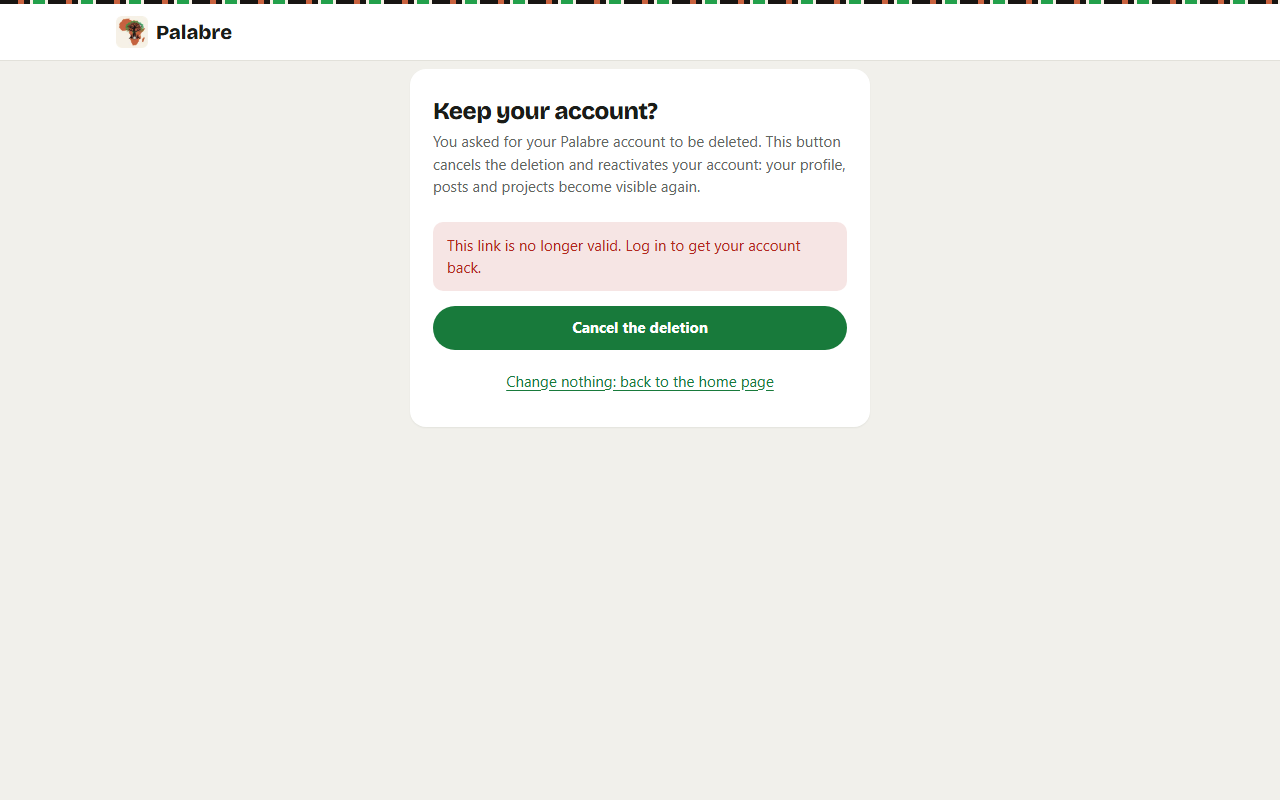 Palabre
Keep your account?
You asked for your Palabre account to be deleted. This button
cancels the deletion and reactivates your account: your profile,
posts and projects become visible again.
This link is no longer valid. Log in to get your account
back.
Cancel the deletion
Change nothing: back to the home page